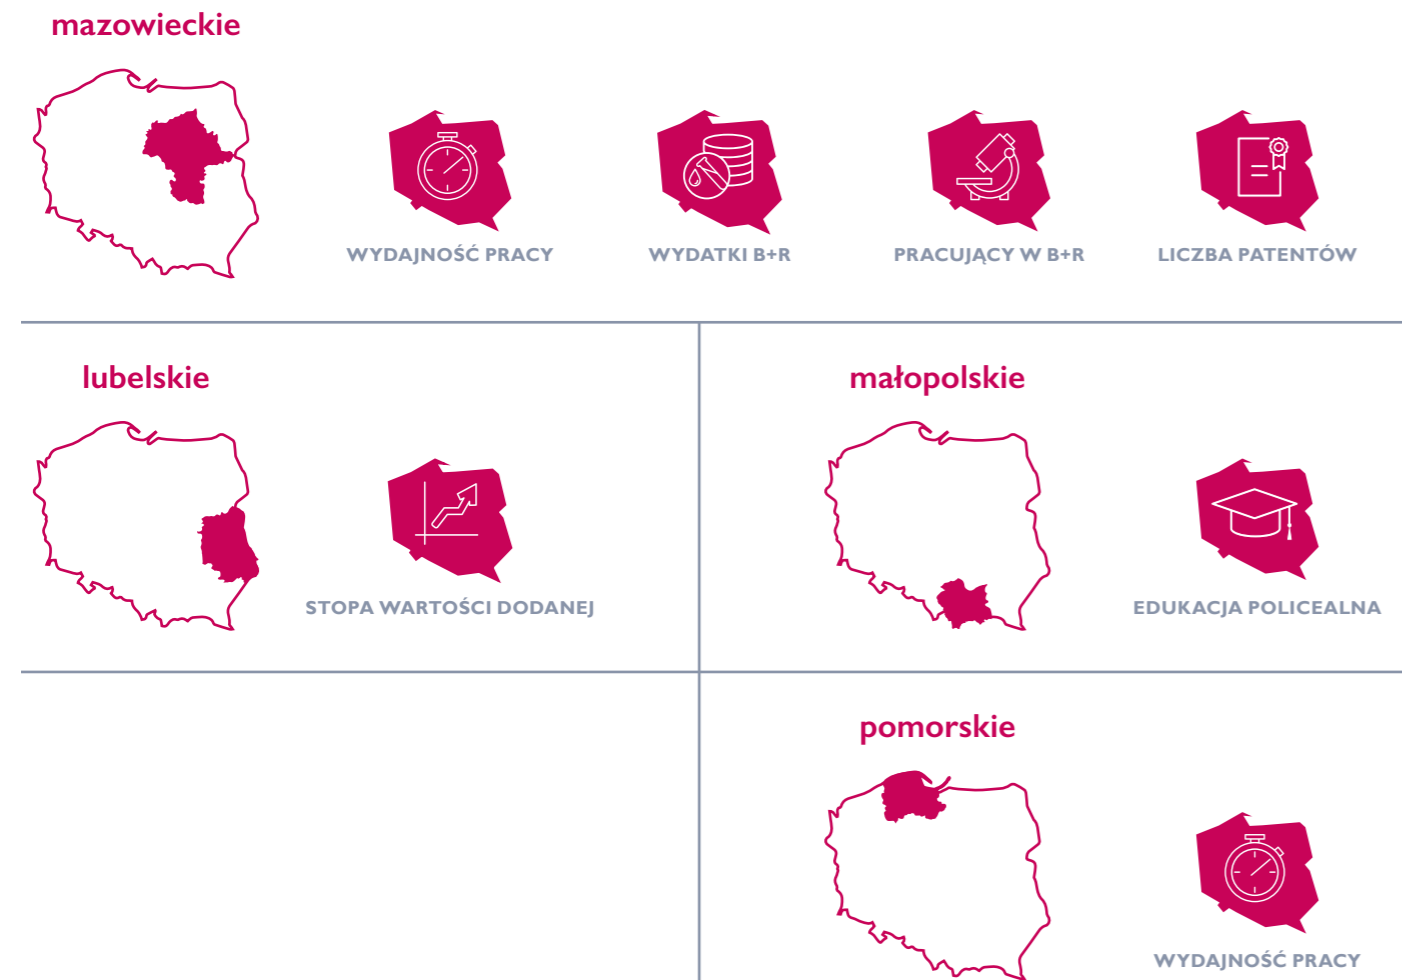 mazowieckie
WYDAJNOŚĆ PRACY
WYDATKI B+R
PRACUJĄCY W B+R
LICZBA PATENTÓW
lubelskie
STOPA WARTOŚCI DODANEJ
małopolskie
EDUKACJA POLICEALNA
pomorskie
WYDAJNOŚĆ PRACY